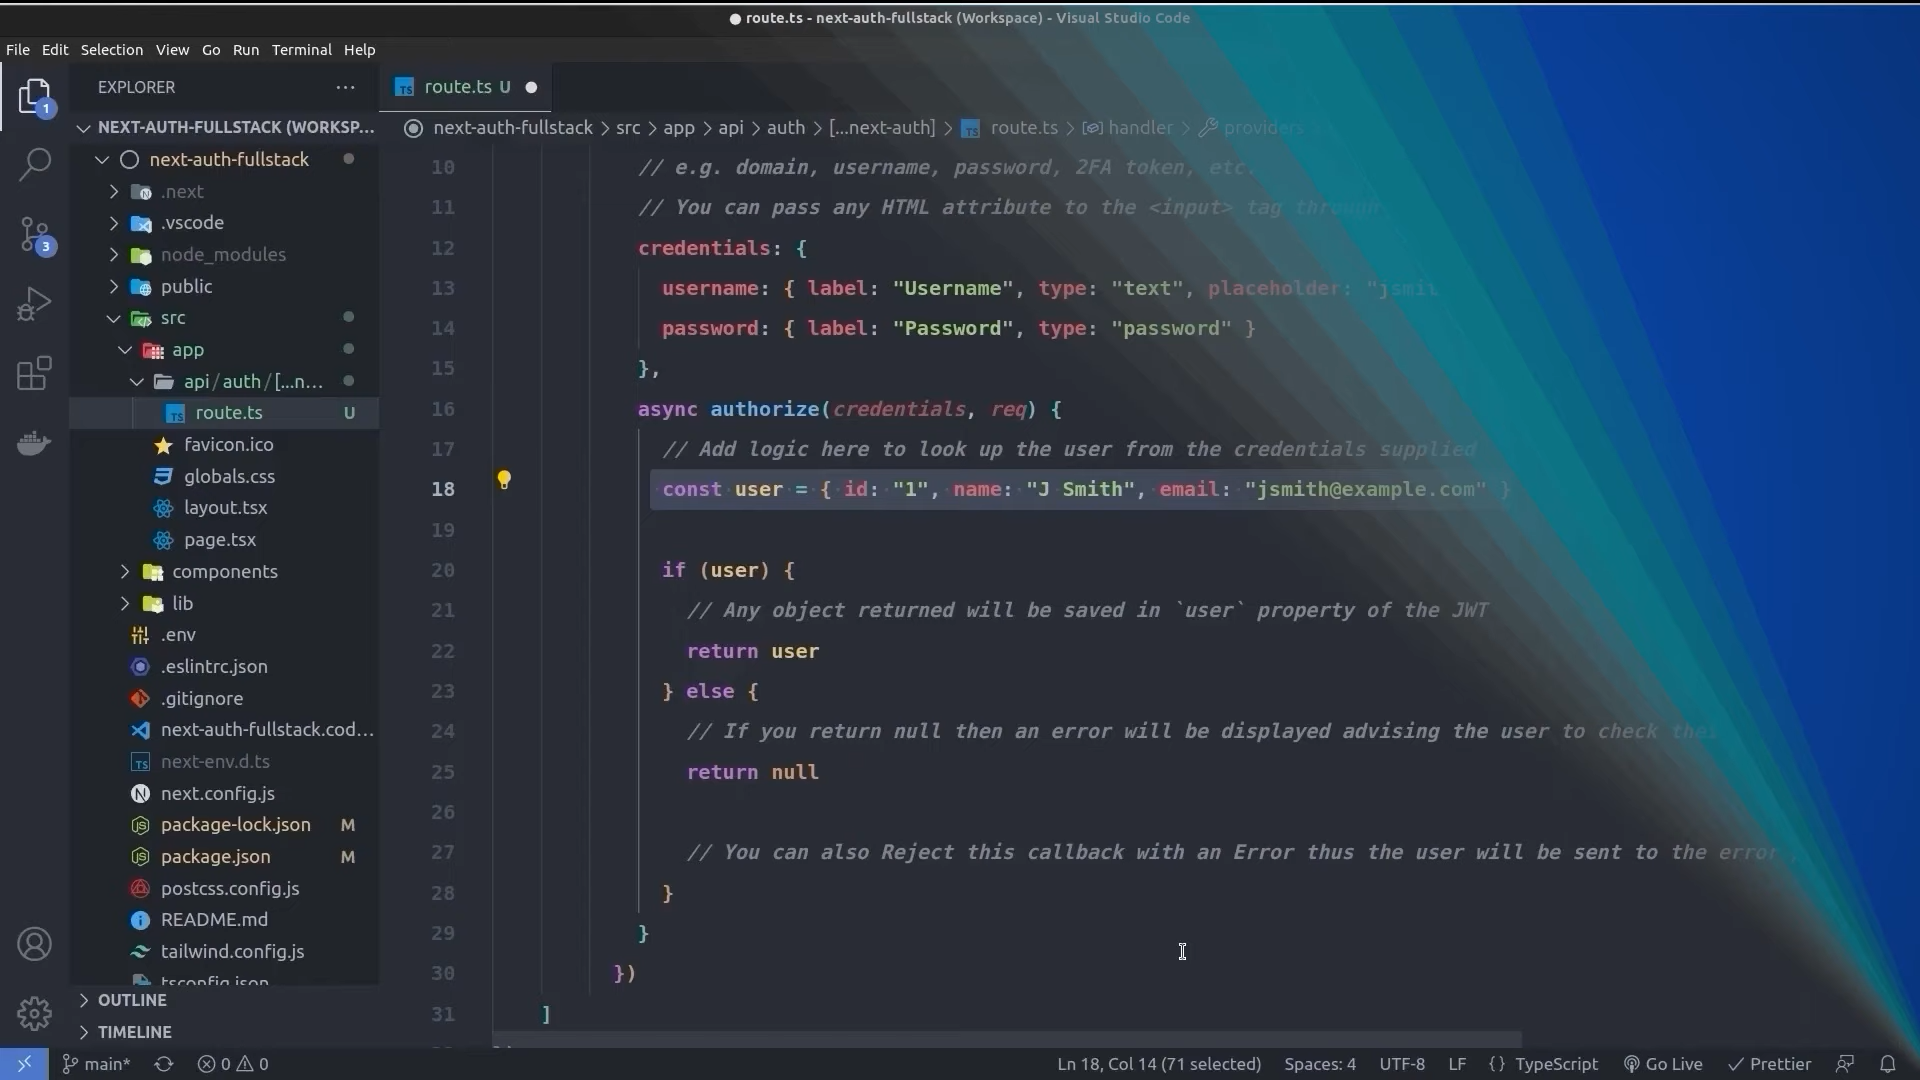 route.ts - next-auth-fullstack (Workspace) - Visual Studio Code
File Edit Selection View Go Run Terminal Help
EXPLORER ...
NEXT-AUTH-FULLSTACK (WORKSP...
next-auth-fullstack
.next
.vscode
node_modules
public
src
app
api/auth/[...n...
route.ts U
favicon.ico
globals.css
layout.tsx
page.tsx
components
lib
.env
.eslintrc.json
.gitignore
next-auth-fullstack.cod...
next-env.d.ts
next.config.js
package-lock.json M
package.json M
postcss.config.js
README.md
tailwind.config.js
tsconfig.json
OUTLINE
TIMELINE
1
3
route.ts U
next-auth-fullstack > src > app > api > auth > [...next-auth] > route.ts > handler > providers
10 // e.g. domain, username, password, 2FA token, etc.
11 // You can pass any HTML attribute to the <input> tag through
12 credentials: {
13 username: { label: "Username", type: "text", placeholder: "jsmit
14 password: { label: "Password", type: "password" }
15 },
16 async authorize(credentials, req) {
17 // Add logic here to look up the user from the credentials supplied
18 const user = { id: "1", name: "J Smith", email: "jsmith@example.com" }
19
20 if (user) {
21 // Any object returned will be saved in `user` property of the JWT
22 return user
23 } else {
24 // If you return null then an error will be displayed advising the user to check their
25 return null
26
27 // You can also Reject this callback with an Error thus the user will be sent to the error
28 }
29 }
30 })
31 ]
main* 0 0 Ln 18, Col 14 (71 selected) Spaces: 4 UTF-8 LF {} TypeScript Go Live Prettier